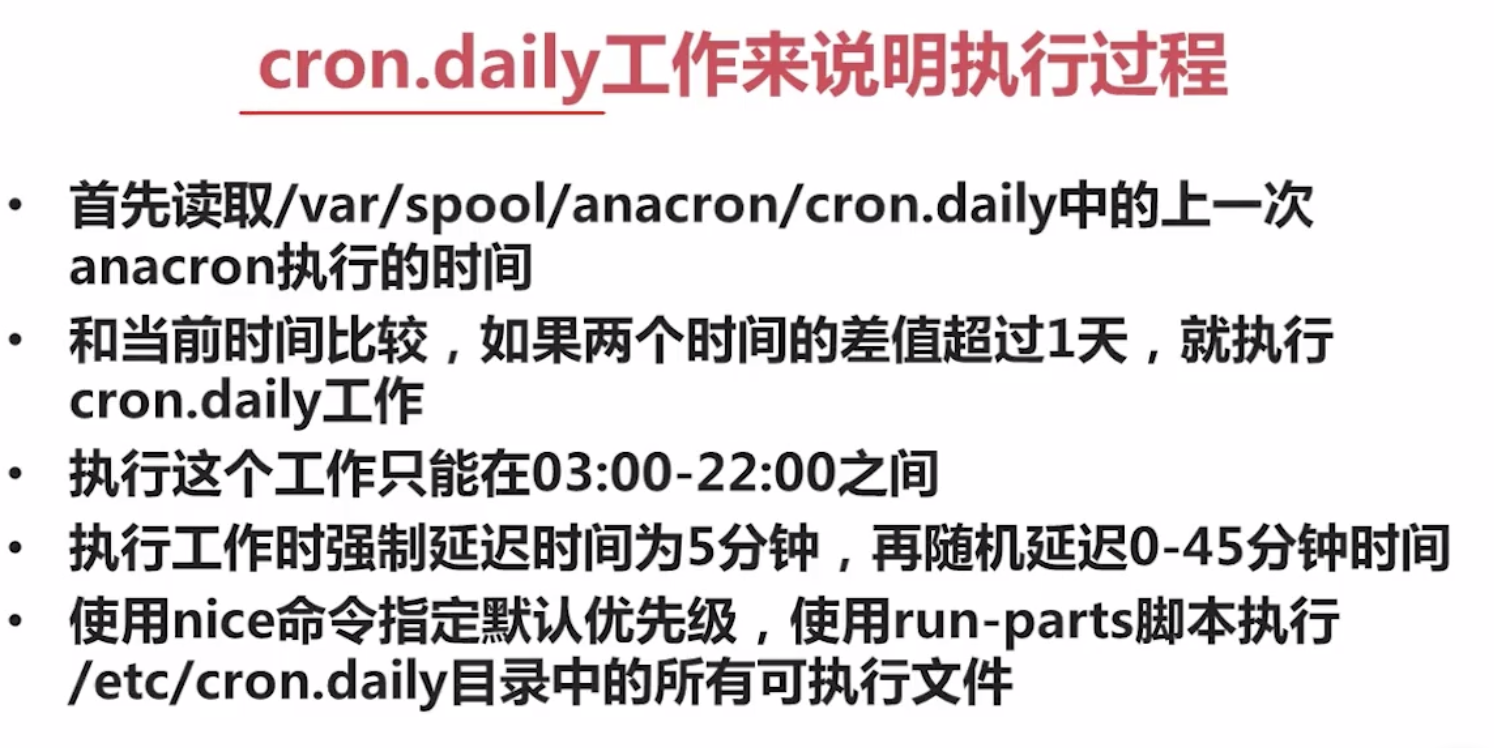 cron.daily工作来说明执行过程
• 首先读取/var/spool/anacron/cron.daily中的上一次
anacron执行的时间
• 和当前时间比较，如果两个时间的差值超过1天，就执行
cron.daily工作
• 执行这个工作只能在03:00-22:00之间
• 执行工作时强制延迟时间为5分钟，再随机延迟0-45分钟时间
• 使用nice命令指定默认优先级，使用run-parts脚本执行
/etc/cron.daily目录中的所有可执行文件